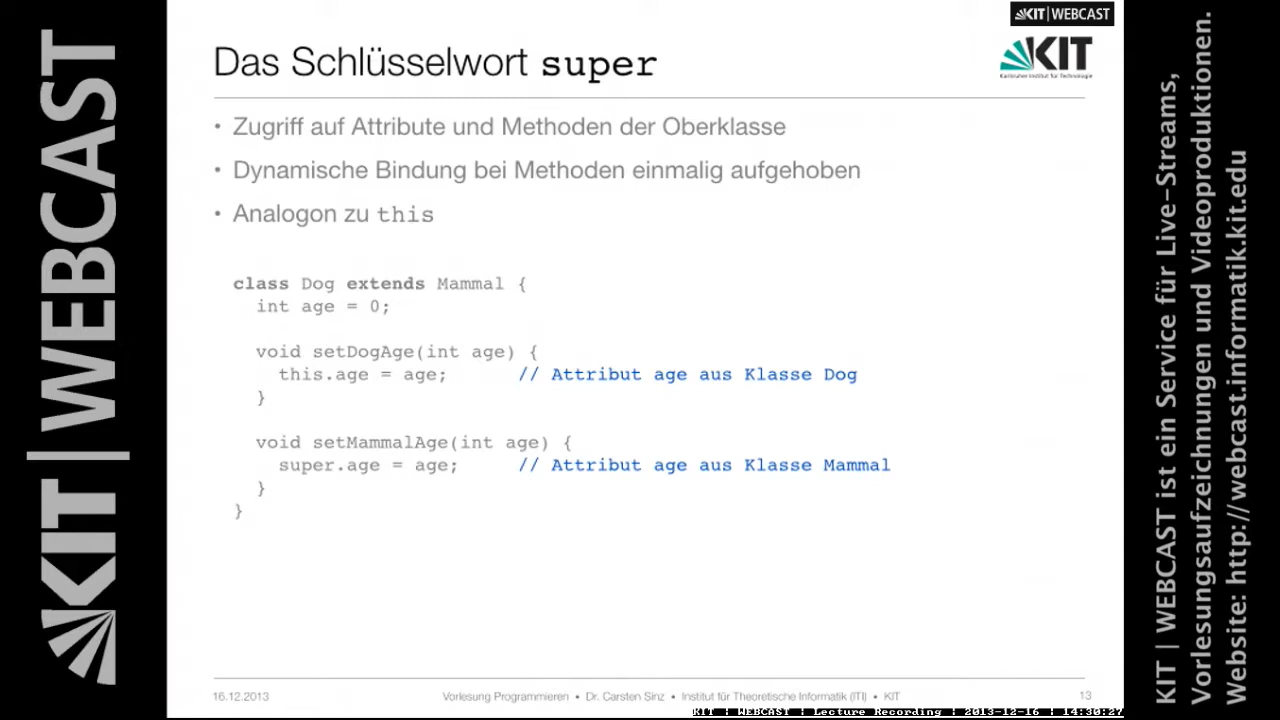 KIT | WEBCAST
KIT | WEBCAST
Das Schlüsselwort super
KIT
Karlsruher Institut für Technologie
• Zugriff auf Attribute und Methoden der Oberklasse
• Dynamische Bindung bei Methoden einmalig aufgehoben
• Analogon zu this
class Dog extends Mammal {
int age = 0;
void setDogAge(int age) {
this.age = age; // Attribut age aus Klasse Dog
}
void setMammalAge(int age) {
super.age = age; // Attribut age aus Klasse Mammal
}
}
16.12.2013 Vorlesung Programmieren • Dr. Carsten Sinz • Institut für Theoretische Informatik (ITI) • KIT 13
KIT : WEBCAST : Lecture Recording : 2013-12-16 : 14:30:27
KIT | WEBCAST ist ein Service für Live-Streams,
Vorlesungsaufzeichnungen und Videoproduktionen.
Website: http://webcast.informatik.kit.edu